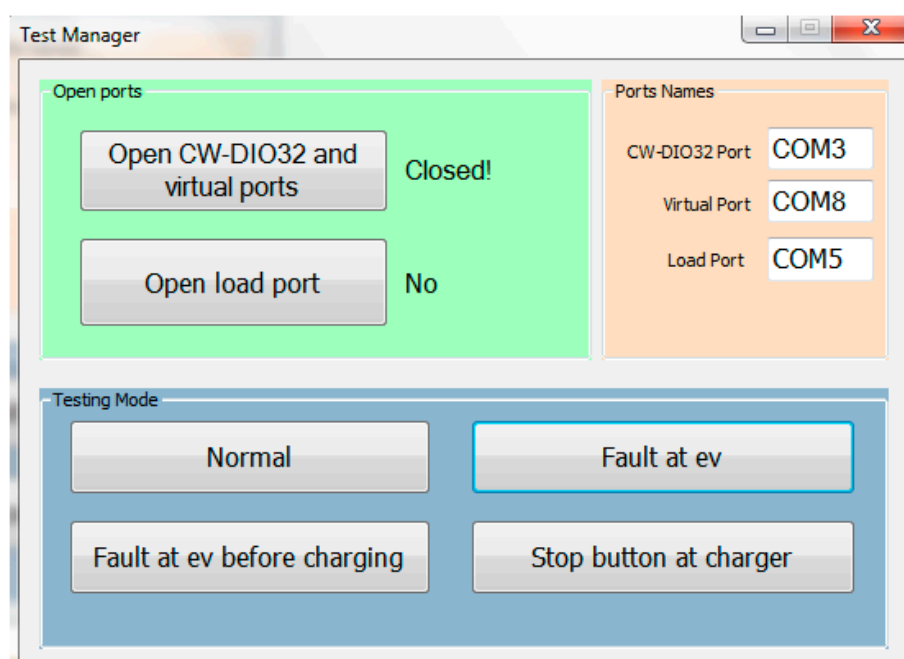 Test Manager
Open ports
Open CW-DIO32 and
virtual ports
Closed!
Open load port
No
Ports Names
CW-DIO32 Port COM3
Virtual Port COM8
Load Port COM5
Testing Mode
Normal
Fault at ev
Fault at ev before charging
Stop button at charger